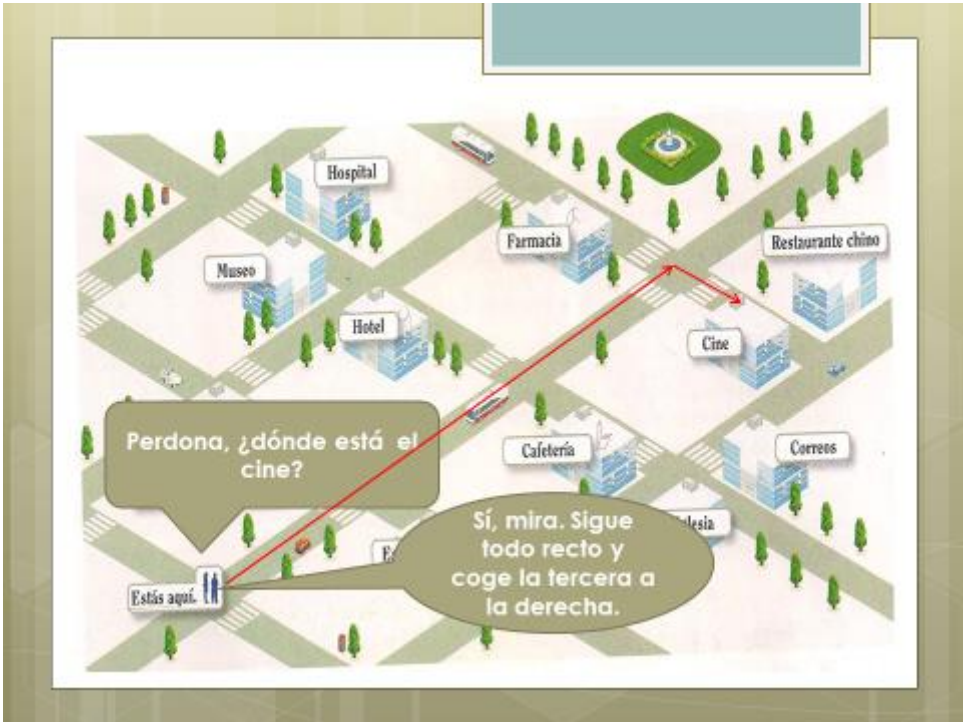 Hospital
Farmacia
Restaurante chino
Museo
Hotel
Cine
Perdona, ¿dónde está el
cine?
Cafetería
Correos
Sí, mira. Sigue
todo recto y
coge la tercera a
la derecha.
Estás aquí.